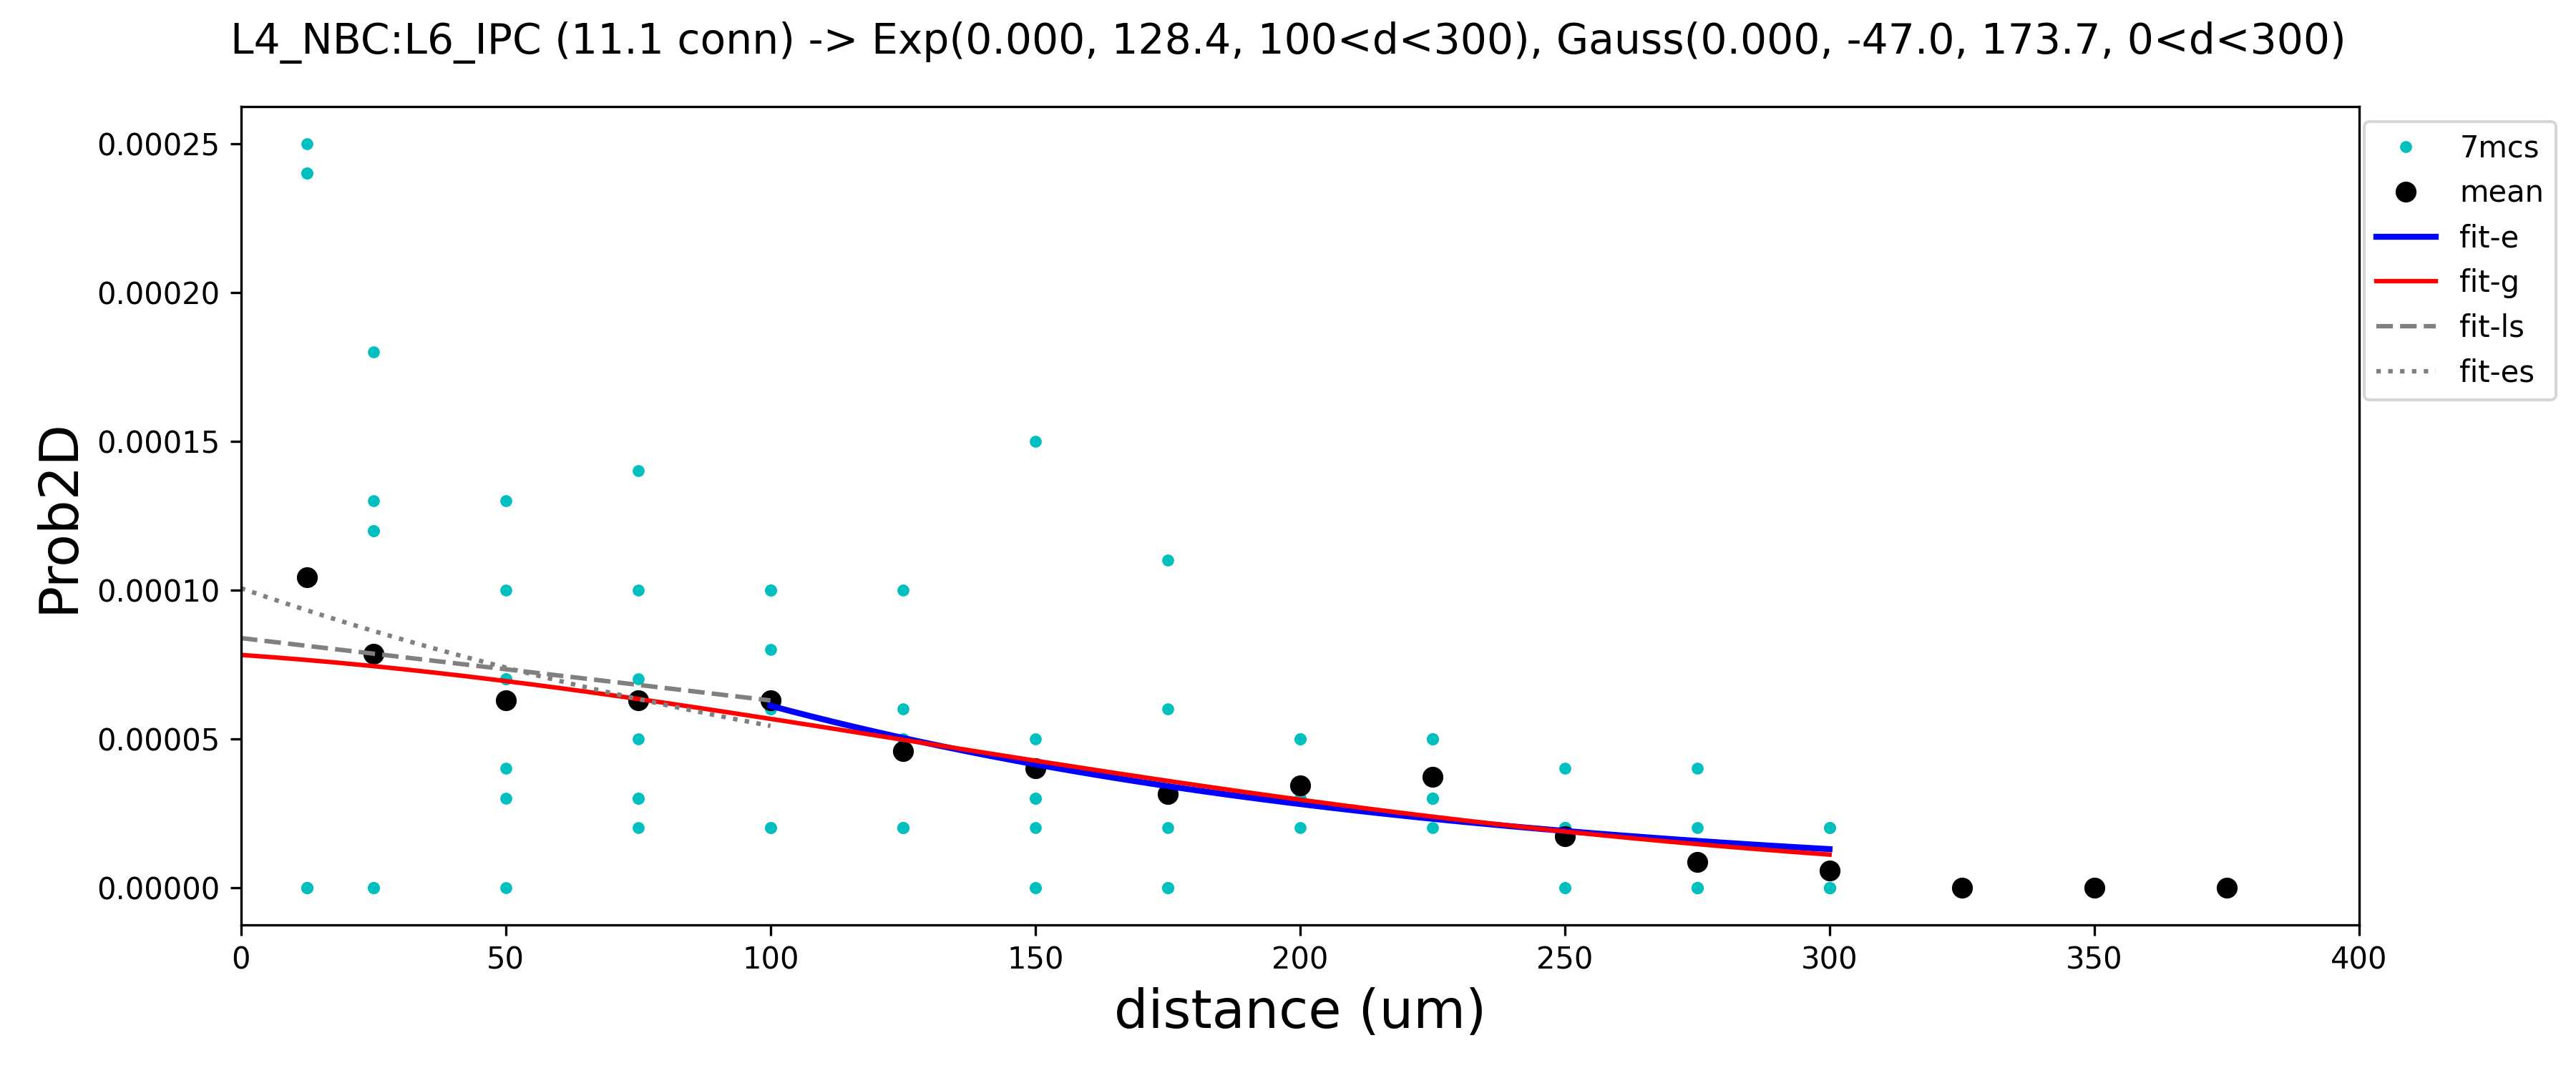 L4_NBC:L6_IPC (11.1 conn) -> Exp(0.000, 128.4, 100<d<300), Gauss(0.000, -47.0, 173.7, 0<d<300)
0.00025
0.00020
0.00015
0.00010
0.00005
0.00000
Prob2D
0 50 100 150 200 250 300 350 400
distance (um)
7mcs
mean
fit-e
fit-g
fit-ls
fit-es